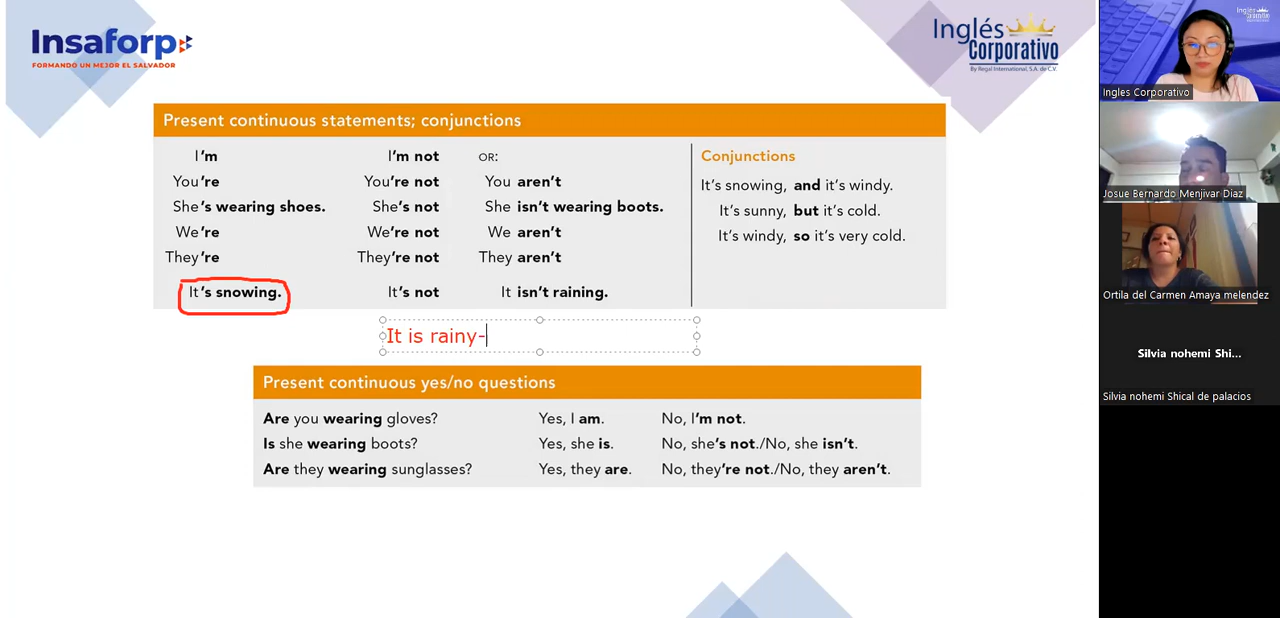 Insaforp
FORMANDO UN MEJOR EL SALVADOR
Inglés
Corporativo
By Regal International, S.A. de C.V.
Present continuous statements; conjunctions
I'm I'm not OR: Conjunctions
You're You're not You aren't It's snowing, and it's windy.
She's wearing shoes. She's not She isn't wearing boots. It's sunny, but it's cold.
We're We're not We aren't It's windy, so it's very cold.
They're They're not They aren't
It's snowing. It's not It isn't raining.
It is rainy-
Present continuous yes/no questions
Are you wearing gloves? Yes, I am. No, I'm not.
Is she wearing boots? Yes, she is. No, she's not./No, she isn't.
Are they wearing sunglasses? Yes, they are. No, they're not./No, they aren't.
Ingles Corporativo
Josue Bernardo Menjivar Diaz
Ortila del Carmen Amaya melendez
Silvia nohemi Shi...
Silvia nohemi Shical de palacios